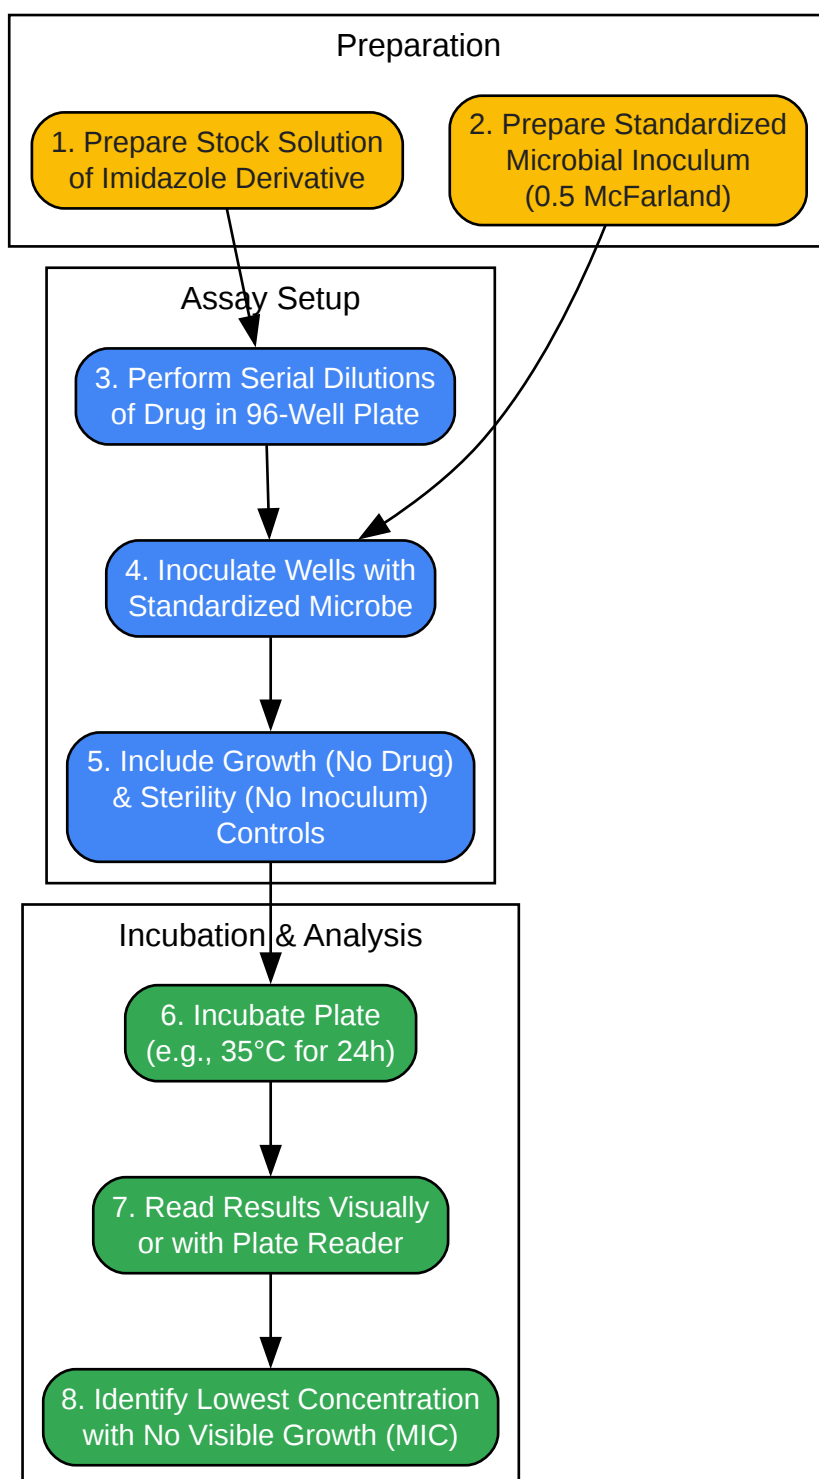 Preparation
1. Prepare Stock Solution
of Imidazole Derivative
2. Prepare Standardized
Microbial Inoculum
(0.5 McFarland)
Assay Setup
3. Perform Serial Dilutions
of Drug in 96-Well Plate
4. Inoculate Wells with
Standardized Microbe
5. Include Growth (No Drug)
& Sterility (No Inoculum)
Controls
Incubation & Analysis
6. Incubate Plate
(e.g., 35°C for 24h)
7. Read Results Visually
or with Plate Reader
8. Identify Lowest Concentration
with No Visible Growth (MIC)